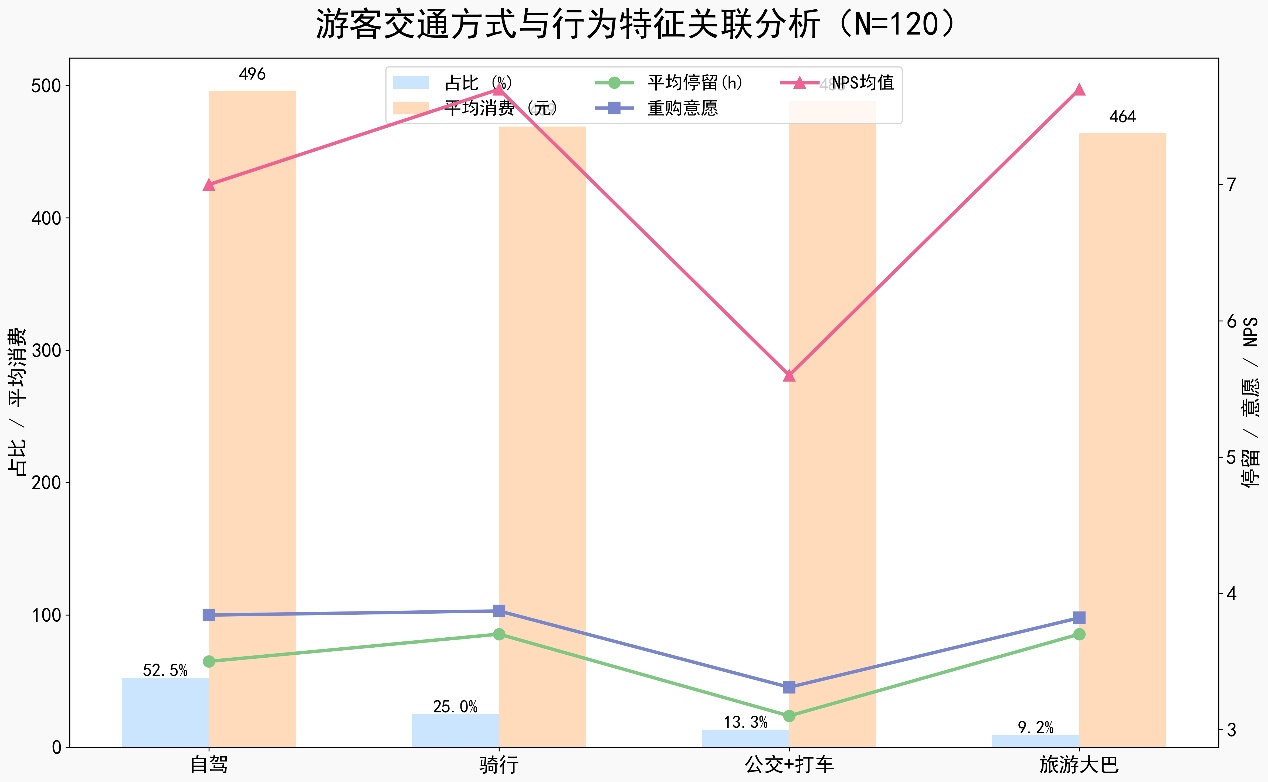 游客交通方式与行为特征关联分析（N=120）
占比 (%)
平均消费 (元)
平均停留(h)
重购意愿
NPS均值
占比 / 平均消费
500
400
300
200
100
0
停留 / 意愿 / NPS
7
6
5
4
3
496
464
52.5%
25.0%
13.3%
9.2%
自驾
骑行
公交+打车
旅游大巴